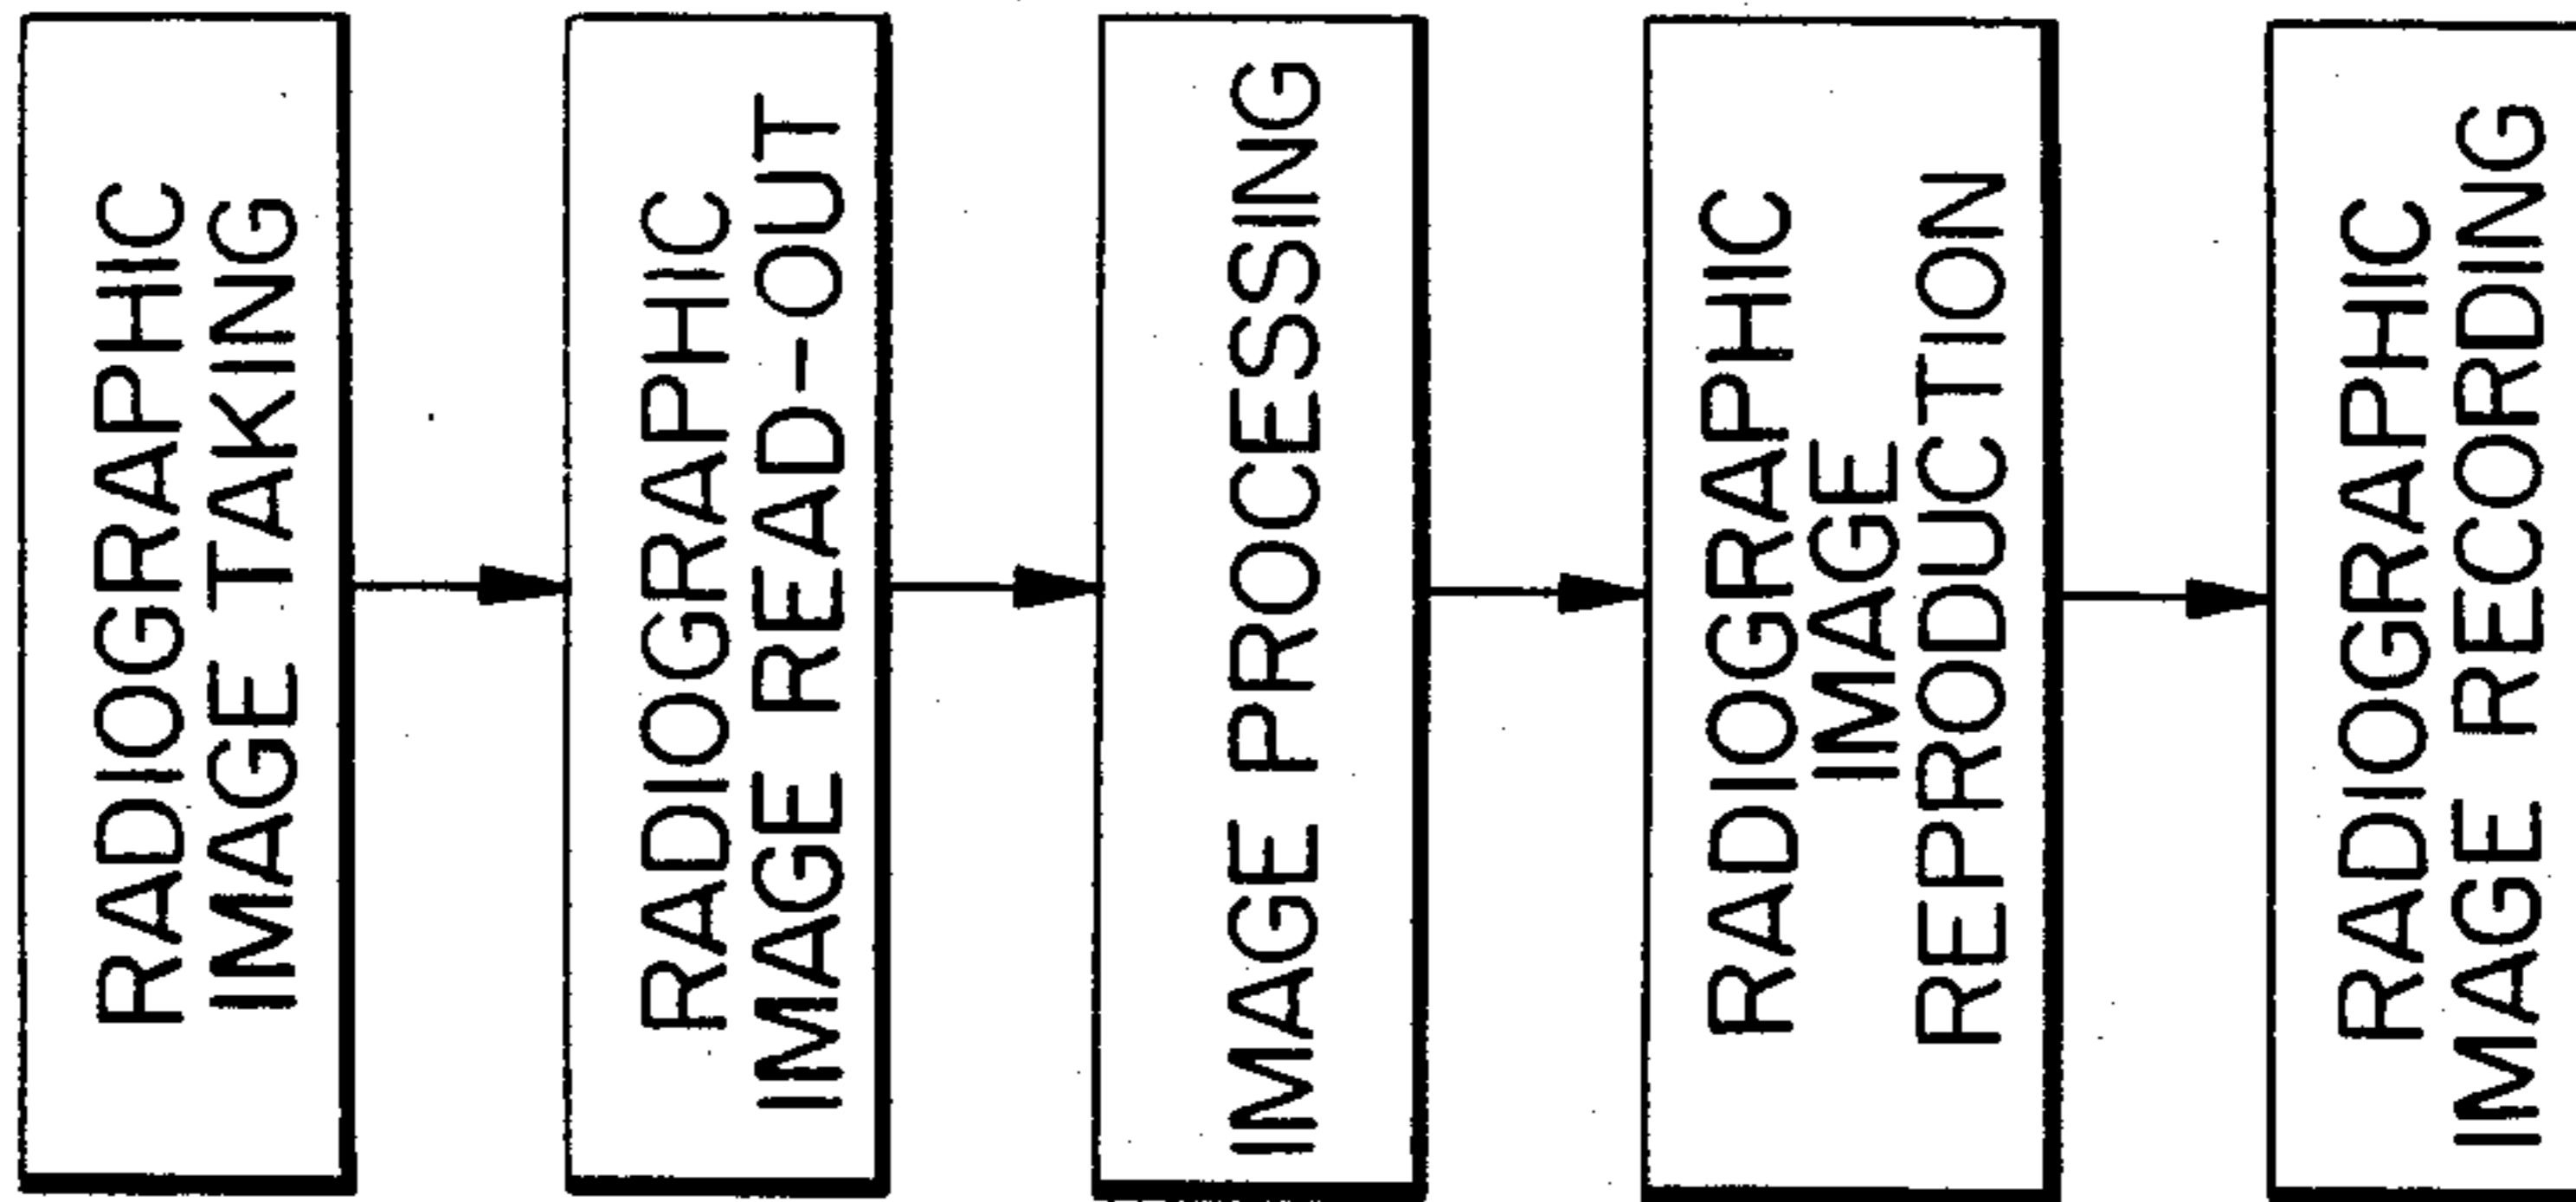 RADIOGRAPHIC
IMAGE TAKING
RADIOGRAPHIC
IMAGE READ-OUT
IMAGE PROCESSING
RADIOGRAPHIC
IMAGE
REPRODUCTION
RADIOGRAPHIC
IMAGE RECORDING